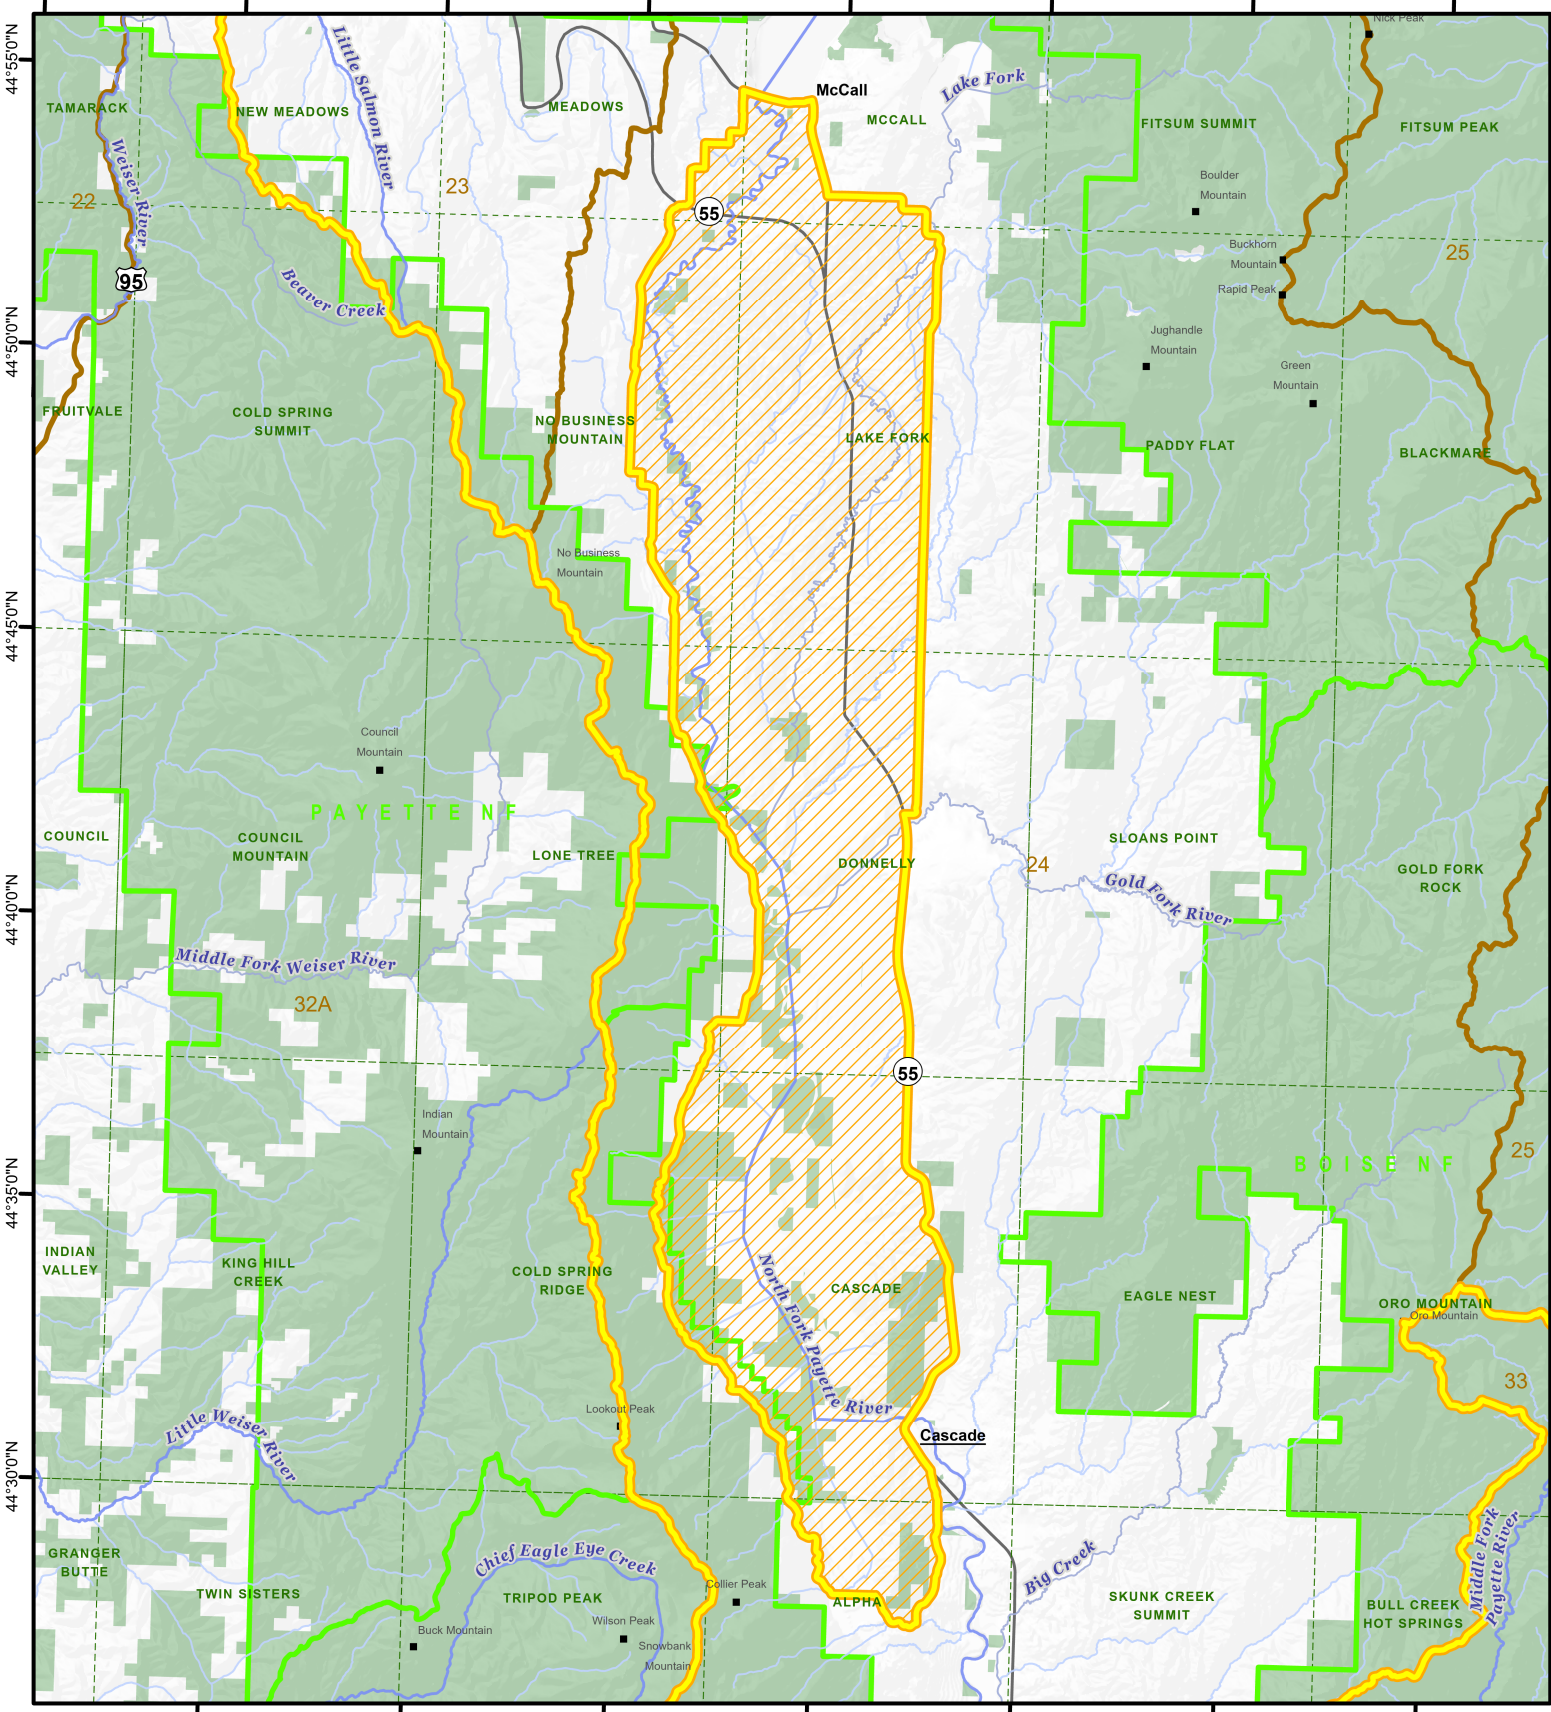 Nick Peak
44°55'0"N
Little Salmon River
Lake Fork
McCall
TAMARACK
NEW MEADOWS
MEADOWS
MCCALL
FITSUM SUMMIT
FITSUM PEAK
Weiser River
22
23
Boulder
Mountain
55
Buckhorn
Mountain
25
95
Beaver Creek
Rapid Peak
44°50'0"N
Jughandle
Mountain
Green
Mountain
FRUITVALE
COLD SPRING
SUMMIT
NO BUSINESS
MOUNTAIN
LAKE FORK
PADDY FLAT
BLACKMARE
No Business
Mountain
44°45'0"N
Council
Mountain
PAYETTE NF
COUNCIL
COUNCIL
MOUNTAIN
LONE TREE
DONNELLY
24
SLOANS POINT
Gold Fork River
GOLD FORK
ROCK
44°40'0"N
Middle Fork Weiser River
32A
55
Indian
Mountain
25
BOISE NF
44°35'0"N
INDIAN
VALLEY
KING HILL
CREEK
COLD SPRING
RIDGE
North Fork Payette River
CASCADE
EAGLE NEST
ORO MOUNTAIN
Oro Mountain
33
Lookout Peak
Little Weiser River
Cascade
44°30'0"N
GRANGER
BUTTE
TWIN SISTERS
Chief Eagle Eye Creek
TRIPOD PEAK
Collier Peak
ALPHA
Big Creek
SKUNK CREEK
SUMMIT
Middle Fork
Payette River
BULL CREEK
HOT SPRINGS
Buck Mountain
Wilson Peak
Snowbank
Mountain